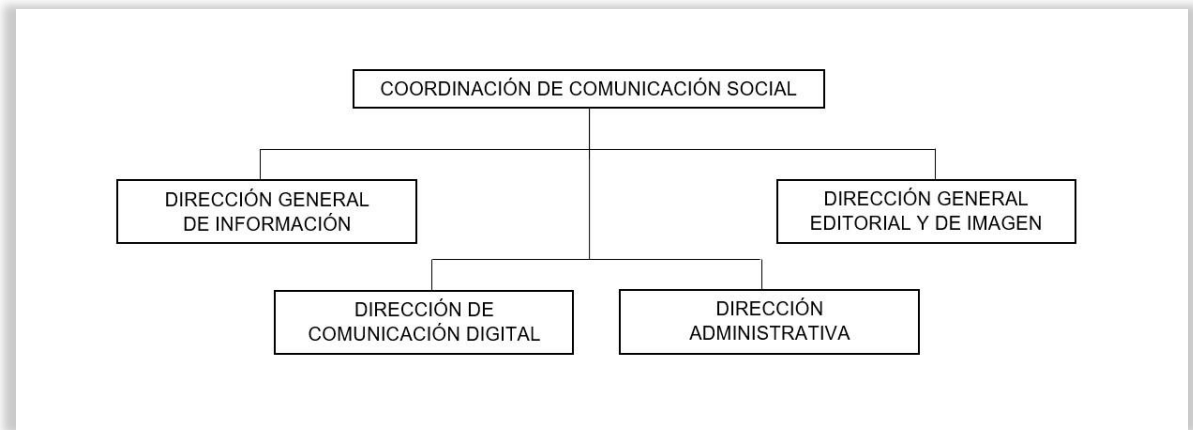 COORDINACIÓN DE COMUNICACIÓN SOCIAL
DIRECCIÓN GENERAL
DE INFORMACIÓN
DIRECCIÓN GENERAL
EDITORIAL Y DE IMAGEN
DIRECCIÓN DE
COMUNICACIÓN DIGITAL
DIRECCIÓN
ADMINISTRATIVA